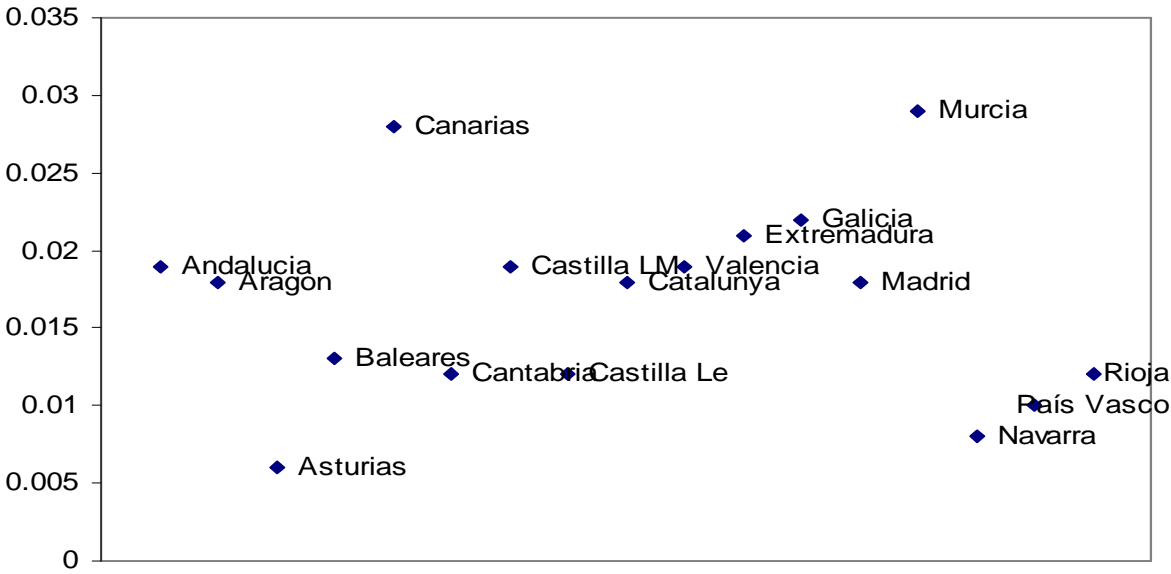 0.035
0.03
0.025
0.02
0.015
0.01
0.005
0
Murcia
Canarias
Galicia
Extremadura
Andalucia
Castilla LM
Valencia
Aragon
Catalunya
Madrid
Baleares
Cantabria
Castilla Le
Rioja
País Vasco
Navarra
Asturias